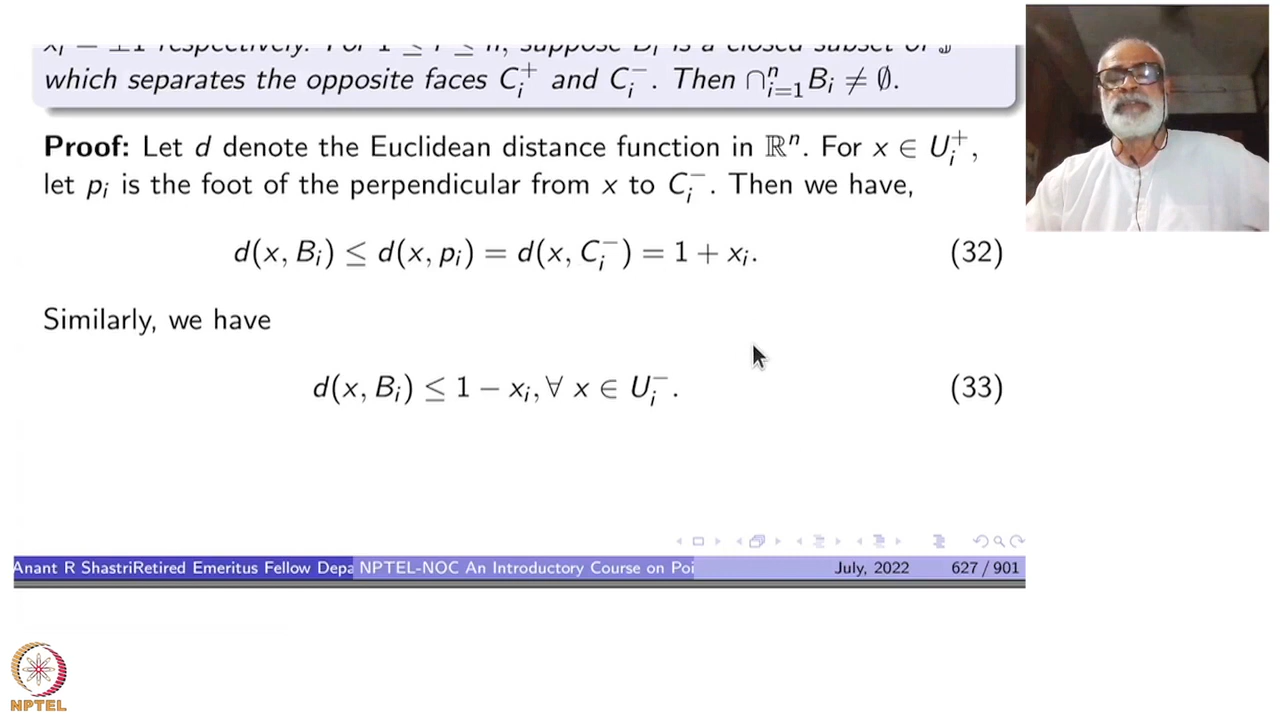 which separates the opposite faces C_i^+ and C_i^-. Then ∩_{i=1}^n B_i ≠ ∅.
Proof: Let d denote the Euclidean distance function in ℝ^n. For x ∈ U_i^+,
let p_i is the foot of the perpendicular from x to C_i^-. Then we have,
d(x, B_i) ≤ d(x, p_i) = d(x, C_i^-) = 1 + x_i. (32)
Similarly, we have
d(x, B_i) ≤ 1 − x_i, ∀ x ∈ U_i^-. (33)
Anant R ShastriRetired Emeritus Fellow Depa NPTEL-NOC An Introductory Course on Poi July, 2022 627 / 901
NPTEL